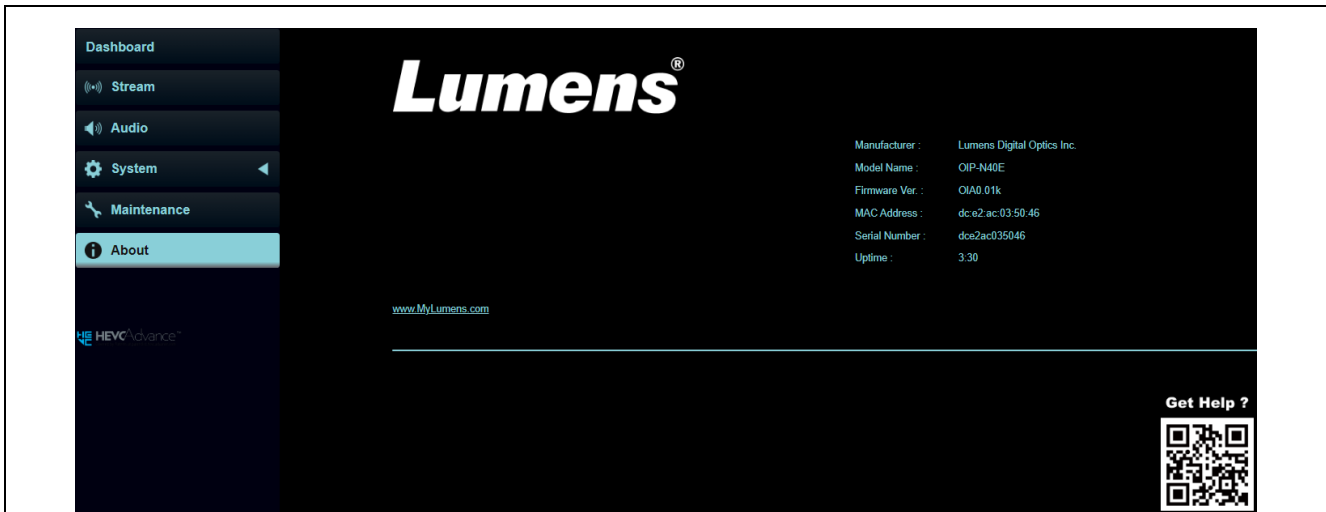 Dashboard
Stream
Audio
System
Maintenance
About
HEVC Advance™
Lumens®
Manufacturer : Lumens Digital Optics Inc.
Model Name : OIP-N40E
Firmware Ver. : OIA0.01k
MAC Address : dc:e2:ac:03:50:46
Serial Number : dce2ac035046
Uptime : 3:30
www.MyLumens.com
Get Help ?